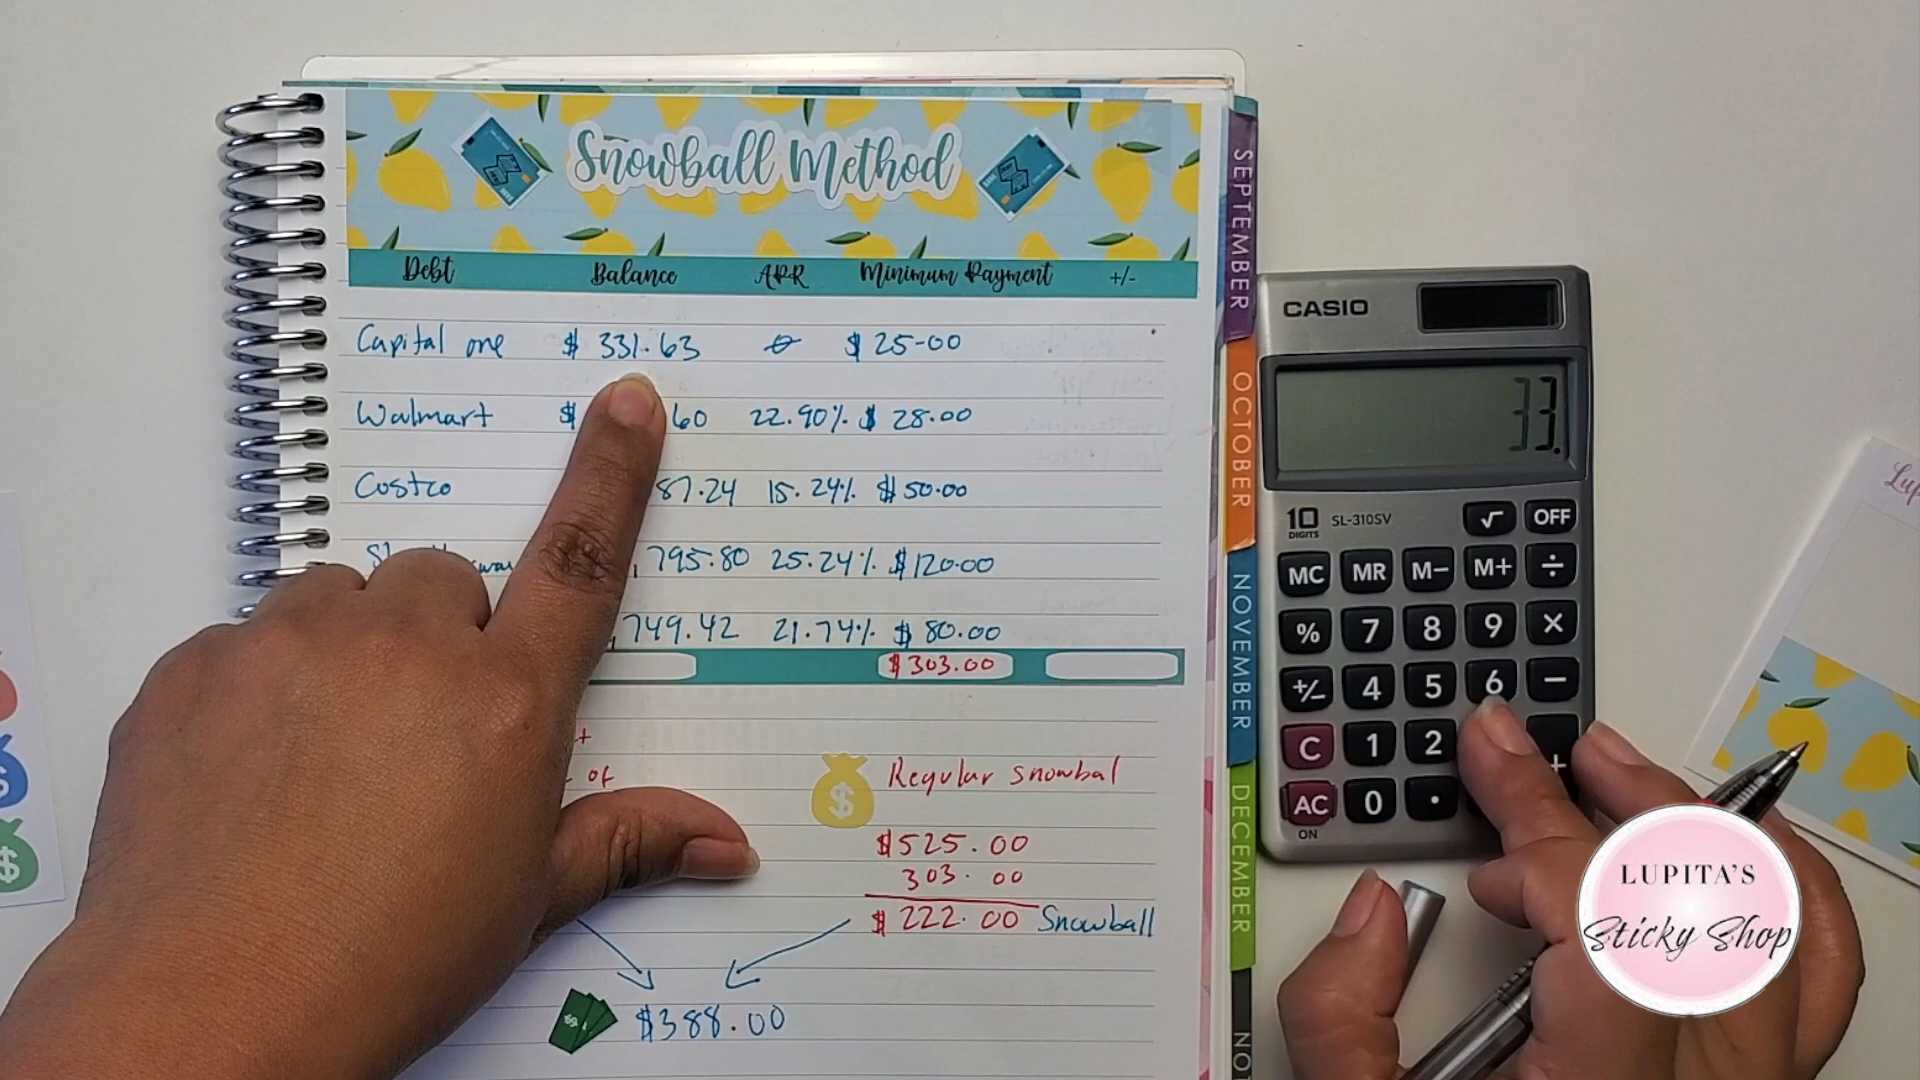 Snowball Method
Debt Balance APR Minimum Payment +/-
Capital one $ 331.63 0 $ 25-00
Walmart $ 60 22.90% $ 28.00
Costco 87.24 15.24% $50.00
,795.80 25.24% $120.00
,749.42 21.74% $ 80.00
$303.00
of
Regular snowbal
$525.00
303.00
$ 222.00 Snowball
$388.00
SEPTEMBER
OCTOBER
NOVEMBER
DECEMBER
NO
CASIO
33.
10 DIGITS SL-310SV √ OFF
MC MR M− M+ ÷
% 7 8 9 ×
+/− 4 5 6 −
C 1 2 +
AC 0 .
ON
Lup
LUPITA'S
Sticky Shop